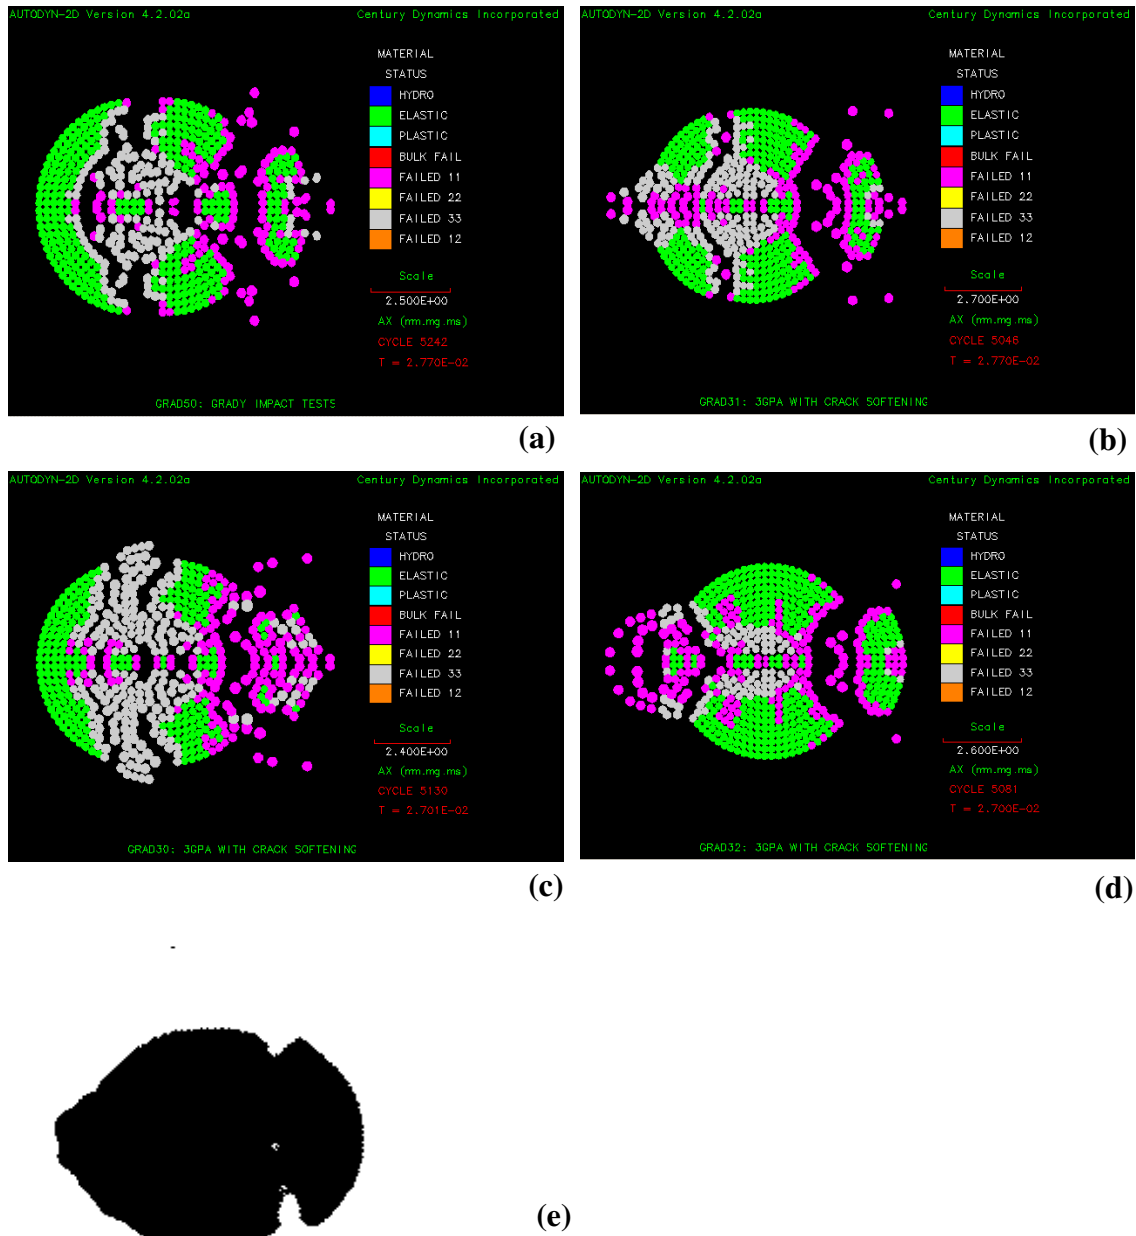 AUTODYN-2D Version 4.2.02a Century Dynamics Incorporated
MATERIAL
STATUS
HYDRO
ELASTIC
PLASTIC
BULK FAIL
FAILED 11
FAILED 22
FAILED 33
FAILED 12
Scale
2.500E+00
AX (mm.mg.ms)
CYCLE 5242
T = 2.770E-02
GRAD50: GRADY IMPACT TESTS
(a)
AUTODYN-2D Version 4.2.02a Century Dynamics Incorporated
MATERIAL
STATUS
HYDRO
ELASTIC
PLASTIC
BULK FAIL
FAILED 11
FAILED 22
FAILED 33
FAILED 12
Scale
2.700E+00
AX (mm.mg.ms)
CYCLE 5046
T = 2.770E-02
GRAD31: 3GPA WITH CRACK SOFTENING
(b)
AUTODYN-2D Version 4.2.02a Century Dynamics Incorporated
MATERIAL
STATUS
HYDRO
ELASTIC
PLASTIC
BULK FAIL
FAILED 11
FAILED 22
FAILED 33
FAILED 12
Scale
2.400E+00
AX (mm.mg.ms)
CYCLE 5130
T = 2.701E-02
GRAD30: 3GPA WITH CRACK SOFTENING
(c)
AUTODYN-2D Version 4.2.02a Century Dynamics Incorporated
MATERIAL
STATUS
HYDRO
ELASTIC
PLASTIC
BULK FAIL
FAILED 11
FAILED 22
FAILED 33
FAILED 12
Scale
2.600E+00
AX (mm.mg.ms)
CYCLE 5081
T = 2.700E-02
GRAD32: 3GPA WITH CRACK SOFTENING
(d)
(e)